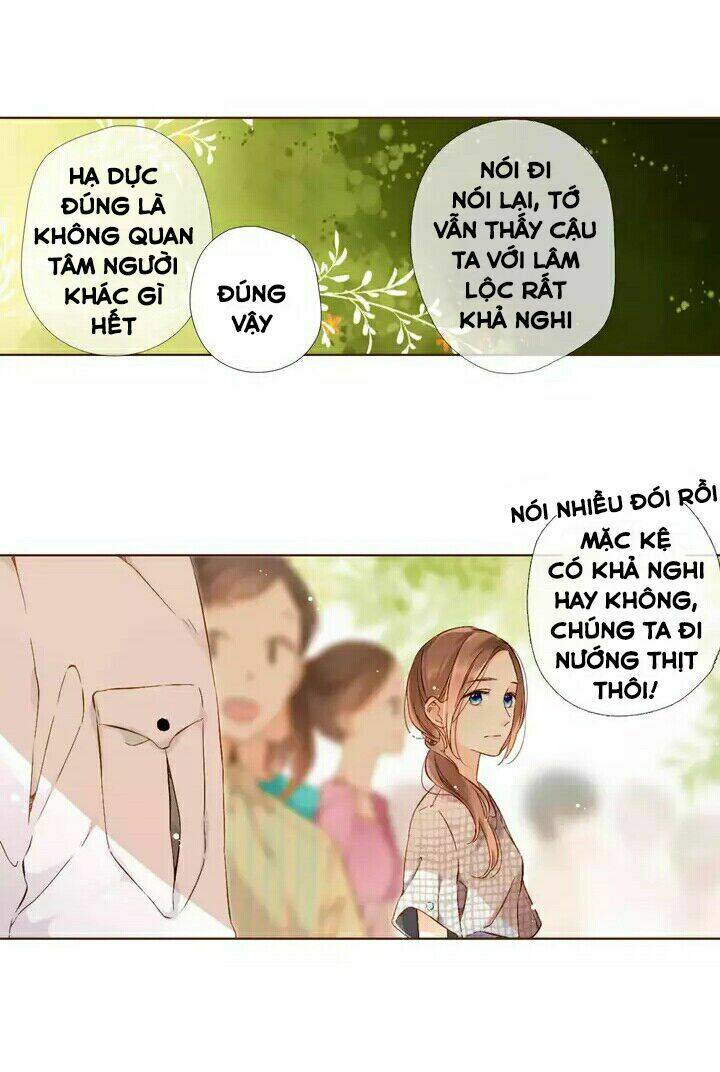 HẠ DỰC
ĐÚNG LÀ
KHÔNG QUAN
TÂM NGƯỜI
KHÁC GÌ
HẾT
ĐÚNG
VẬY
NÓI ĐI
NÓI LẠI, TỚ
VẪN THẤY CẬU
TA VỚI LÂM
LỘC RẤT
KHẢ NGHI
NÓI NHIỀU ĐÓI RỒI
MẶC KỆ
CÓ KHẢ NGHI
HAY KHÔNG,
CHÚNG TA ĐI
NƯỚNG THỊT
THÔI!